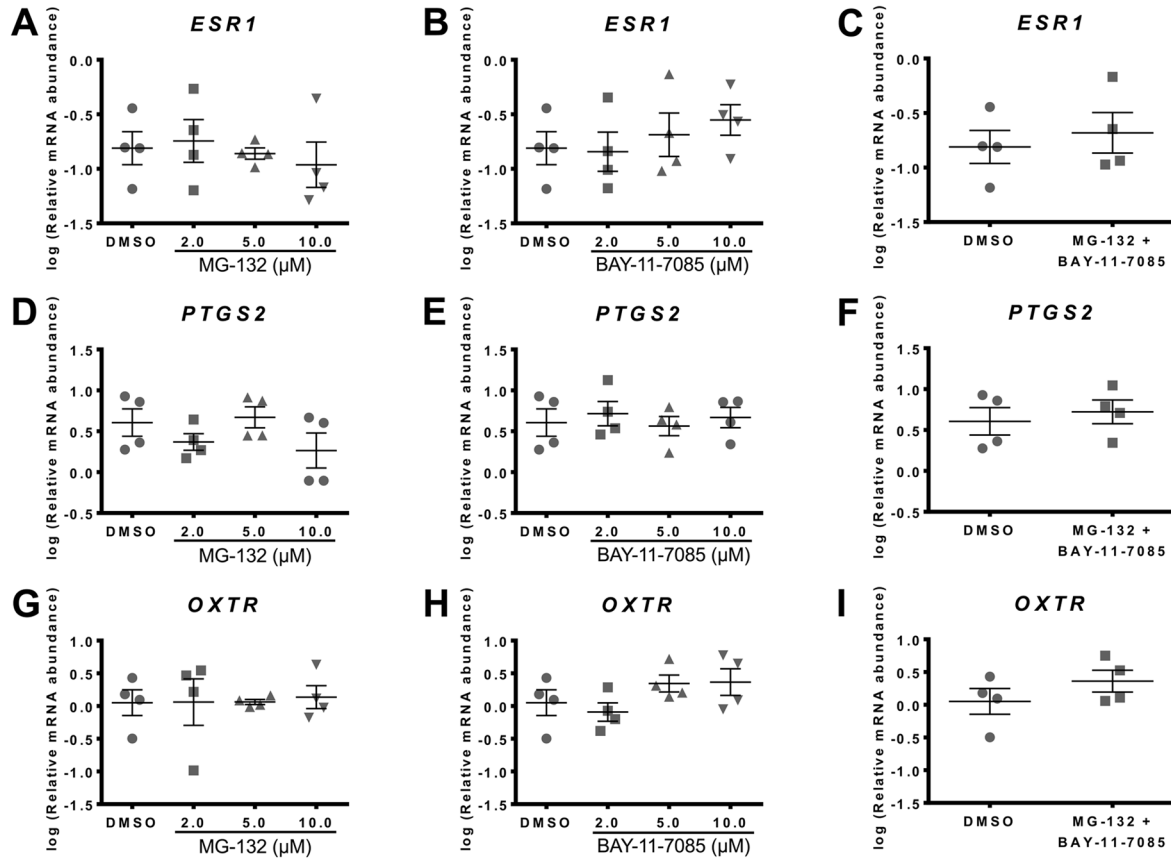 A
ESR1
log (Relative mRNA abundance)
0.0
-0.5
-1.0
-1.5
DMSO
2.0
5.0
10.0
MG-132 (µM)
B
ESR1
log (Relative mRNA abundance)
0.0
-0.5
-1.0
-1.5
DMSO
2.0
5.0
10.0
BAY-11-7085 (µM)
C
ESR1
log (Relative mRNA abundance)
0.0
-0.5
-1.0
-1.5
DMSO
MG-132 +
BAY-11-7085
D
PTGS2
log (Relative mRNA abundance)
1.5
1.0
0.5
0.0
-0.5
DMSO
2.0
5.0
10.0
MG-132 (µM)
E
PTGS2
log (Relative mRNA abundance)
1.5
1.0
0.5
0.0
-0.5
DMSO
2.0
5.0
10.0
BAY-11-7085 (µM)
F
PTGS2
log (Relative mRNA abundance)
1.5
1.0
0.5
0.0
-0.5
DMSO
MG-132 +
BAY-11-7085
G
OXTR
log (Relative mRNA abundance)
1.0
0.5
0.0
-0.5
-1.0
-1.5
DMSO
2.0
5.0
10.0
MG-132 (µM)
H
OXTR
log (Relative mRNA abundance)
1.0
0.5
0.0
-0.5
-1.0
-1.5
DMSO
2.0
5.0
10.0
BAY-11-7085 (µM)
I
OXTR
log (Relative mRNA abundance)
1.0
0.5
0.0
-0.5
-1.0
-1.5
DMSO
MG-132 +
BAY-11-7085